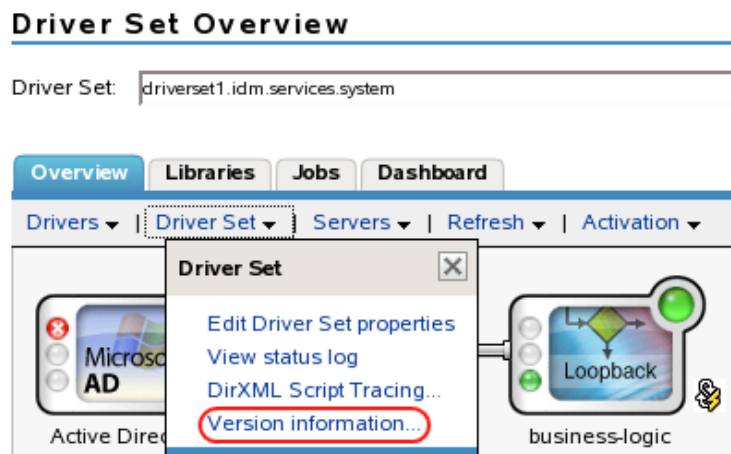 Driver Set Overview
Driver Set: driverset1.idm.services.system
Overview Libraries Jobs Dashboard
Drivers | Driver Set | Servers | Refresh | Activation
Driver Set
Edit Driver Set properties
View status log
DirXML Script Tracing...
Version information...
AD
Loopback
Active
business-logic